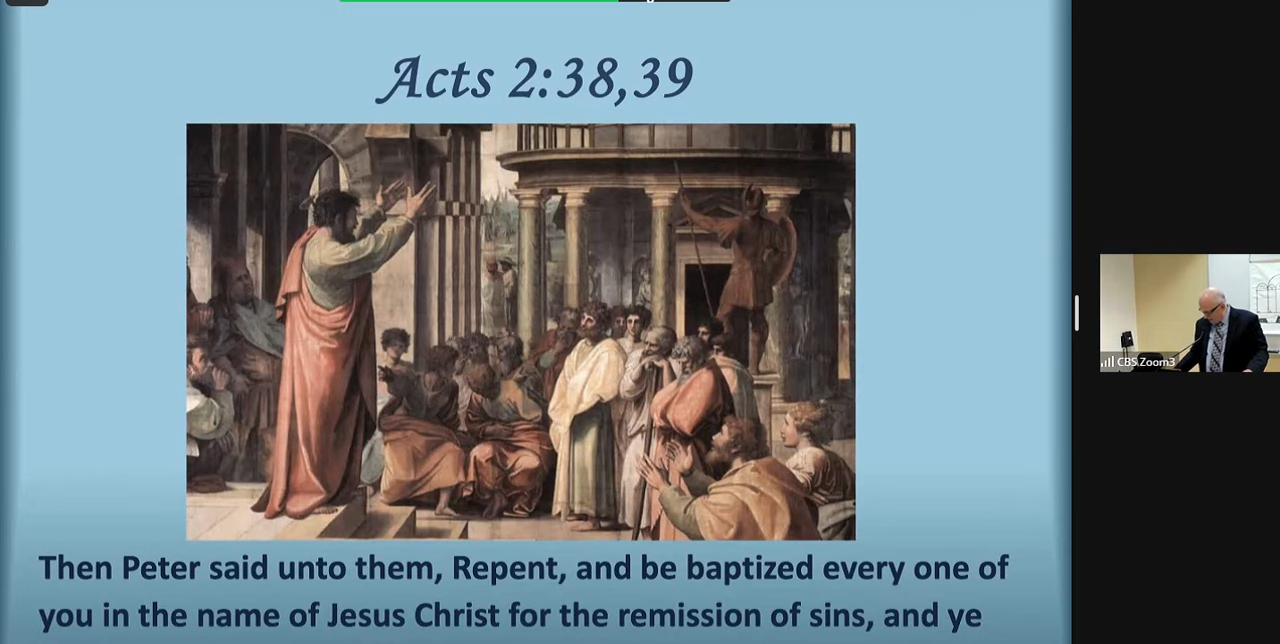 Acts 2:38,39
Then Peter said unto them, Repent, and be baptized every one of
you in the name of Jesus Christ for the remission of sins, and ye
CBS Zoom3